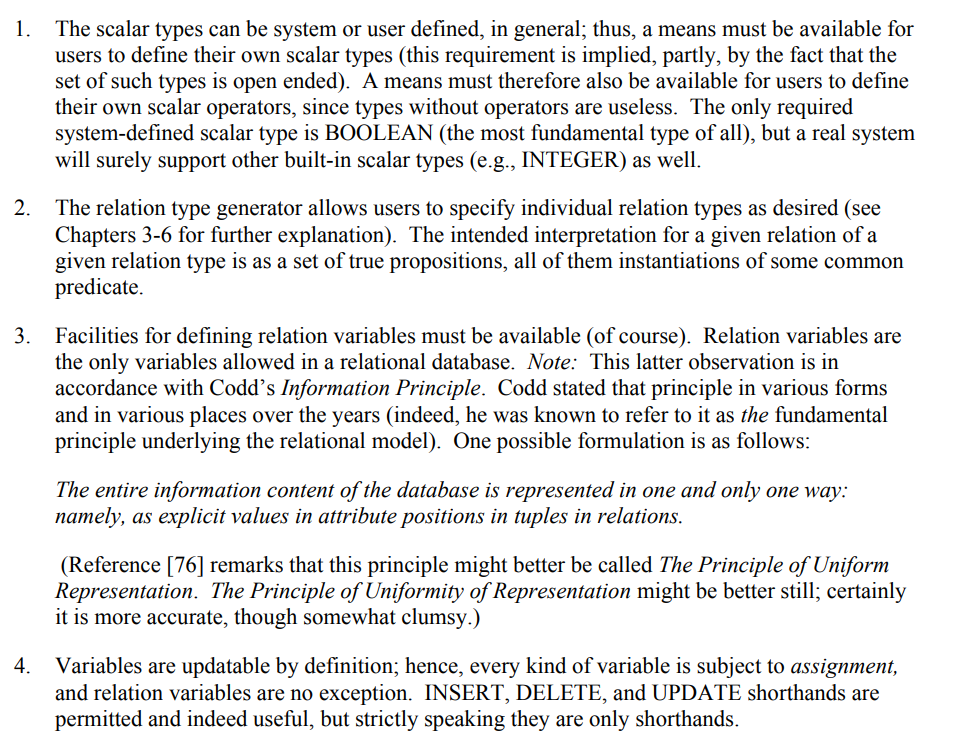 1. The scalar types can be system or user defined, in general; thus, a means must be available for
users to define their own scalar types (this requirement is implied, partly, by the fact that the
set of such types is open ended). A means must therefore also be available for users to define
their own scalar operators, since types without operators are useless. The only required
system-defined scalar type is BOOLEAN (the most fundamental type of all), but a real system
will surely support other built-in scalar types (e.g., INTEGER) as well.
2. The relation type generator allows users to specify individual relation types as desired (see
Chapters 3-6 for further explanation). The intended interpretation for a given relation of a
given relation type is as a set of true propositions, all of them instantiations of some common
predicate.
3. Facilities for defining relation variables must be available (of course). Relation variables are
the only variables allowed in a relational database. Note: This latter observation is in
accordance with Codd’s Information Principle. Codd stated that principle in various forms
and in various places over the years (indeed, he was known to refer to it as the fundamental
principle underlying the relational model). One possible formulation is as follows:
The entire information content of the database is represented in one and only one way:
namely, as explicit values in attribute positions in tuples in relations.
(Reference [76] remarks that this principle might better be called The Principle of Uniform
Representation. The Principle of Uniformity of Representation might be better still; certainly
it is more accurate, though somewhat clumsy.)
4. Variables are updatable by definition; hence, every kind of variable is subject to assignment,
and relation variables are no exception. INSERT, DELETE, and UPDATE shorthands are
permitted and indeed useful, but strictly speaking they are only shorthands.